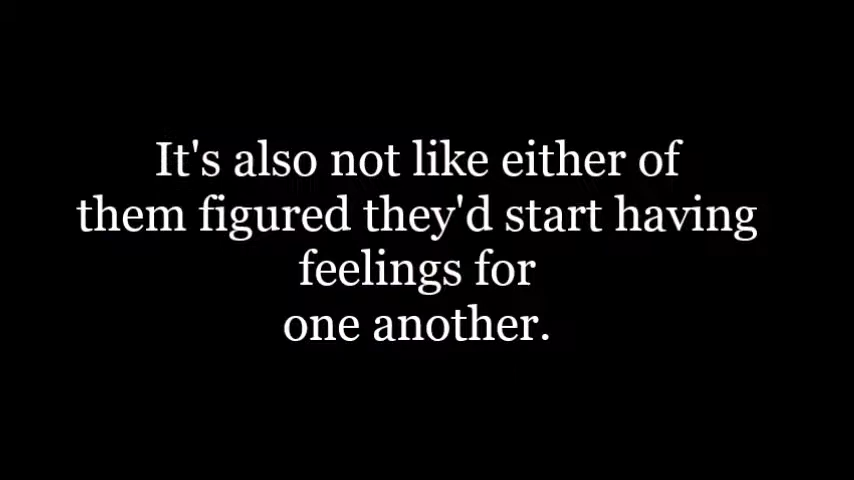 It's also not like either of
them figured they'd start having
feelings for
one another.